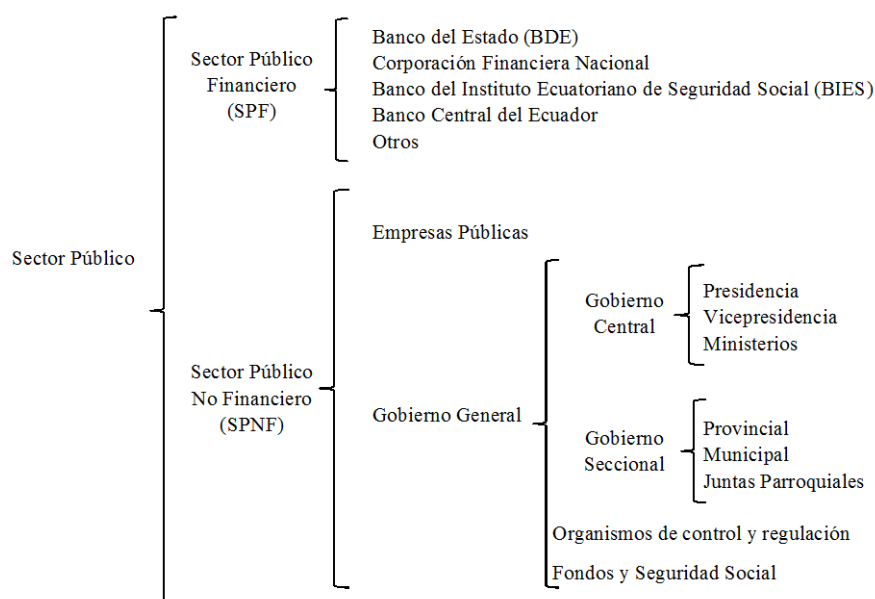 Sector Público
Sector Público
Financiero
(SPF)
Banco del Estado (BDE)
Corporación Financiera Nacional
Banco del Instituto Ecuatoriano de Seguridad Social (BIES)
Banco Central del Ecuador
Otros
Sector Público
No Financiero
(SPNF)
Empresas Públicas
Gobierno General
Gobierno
Central
Presidencia
Vicepresidencia
Ministerios
Gobierno
Seccional
Provincial
Municipal
Juntas Parroquiales
Organismos de control y regulación
Fondos y Seguridad Social